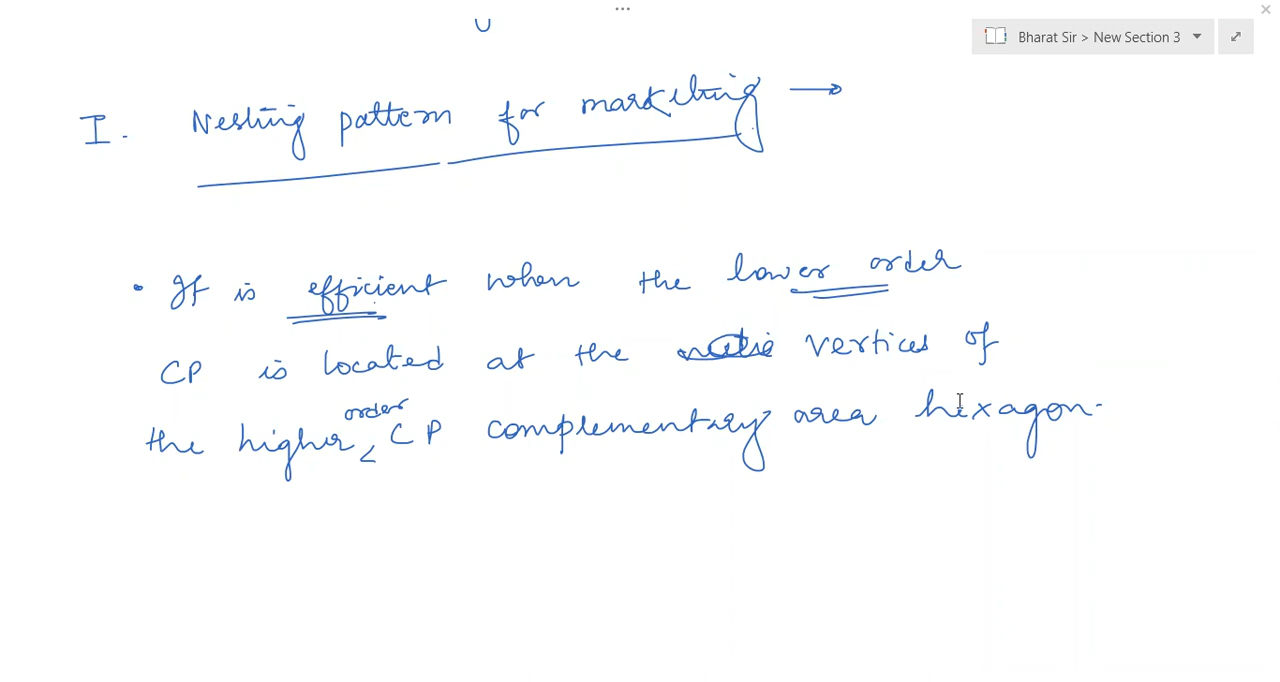 Bharat Sir > New Section 3
I. Nesting pattern for marketing →
• It is efficient when the lower order
CP is located at the vertices of
the higher order CP complementary area hexagon.